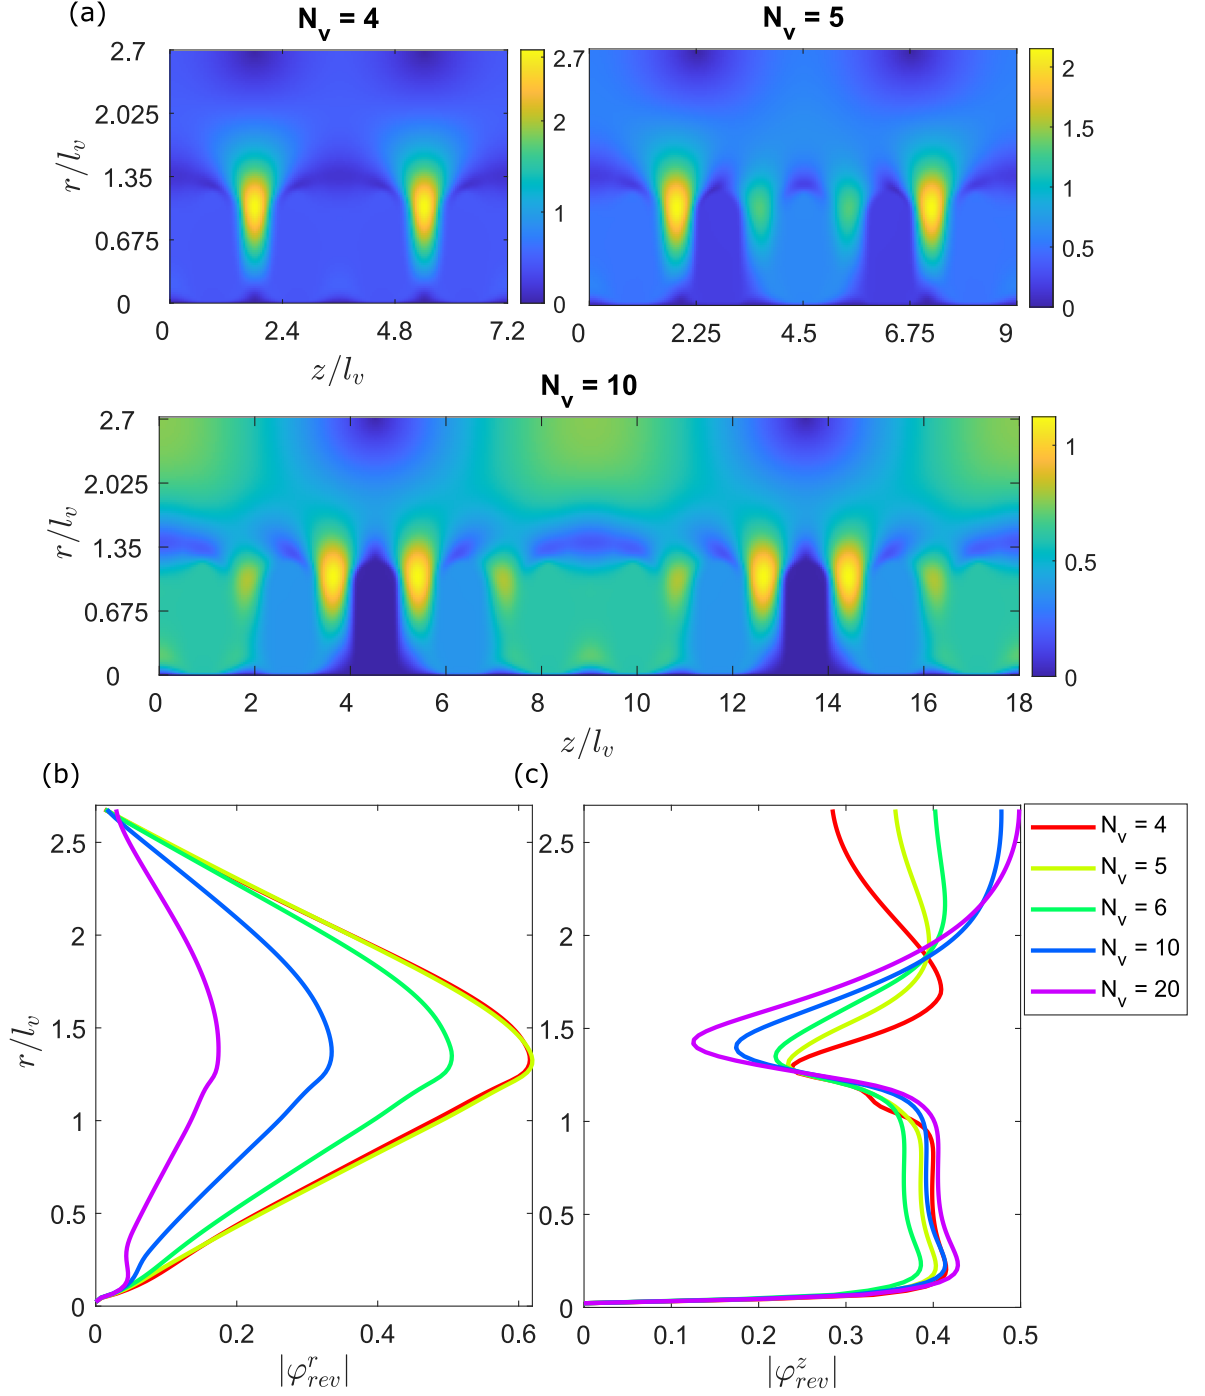 (a)
N_v = 4
N_v = 5
2.7
2.025
1.35
0.675
0
r/l_v
0
2.4
4.8
7.2
z/l_v
2.7
2
1
0
0
2.25
4.5
6.75
9
2
1.5
1
0.5
0
N_v = 10
2.7
2.025
1.35
0.675
0
r/l_v
0 2 4 6 8 10 12 14 16 18
z/l_v
1
0.5
0
(b)
2.5
2
1.5
1
0.5
0
r/l_v
0 0.2 0.4 0.6
|φ^r_{rev}|
(c)
2.5
2
1.5
1
0.5
0
0 0.1 0.2 0.3 0.4 0.5
|φ^z_{rev}|
N_v = 4
N_v = 5
N_v = 6
N_v = 10
N_v = 20